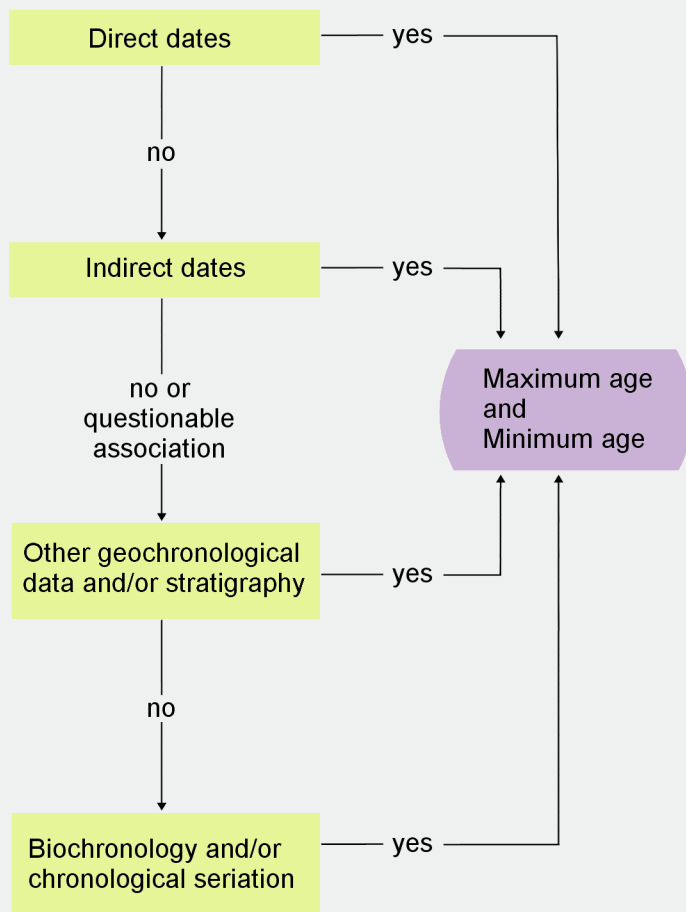 Direct dates
yes
no
Indirect dates
yes
no or
questionable
association
Maximum age
and
Minimum age
Other geochronological
data and/or stratigraphy
yes
no
Biochronology and/or
chronological seriation
yes